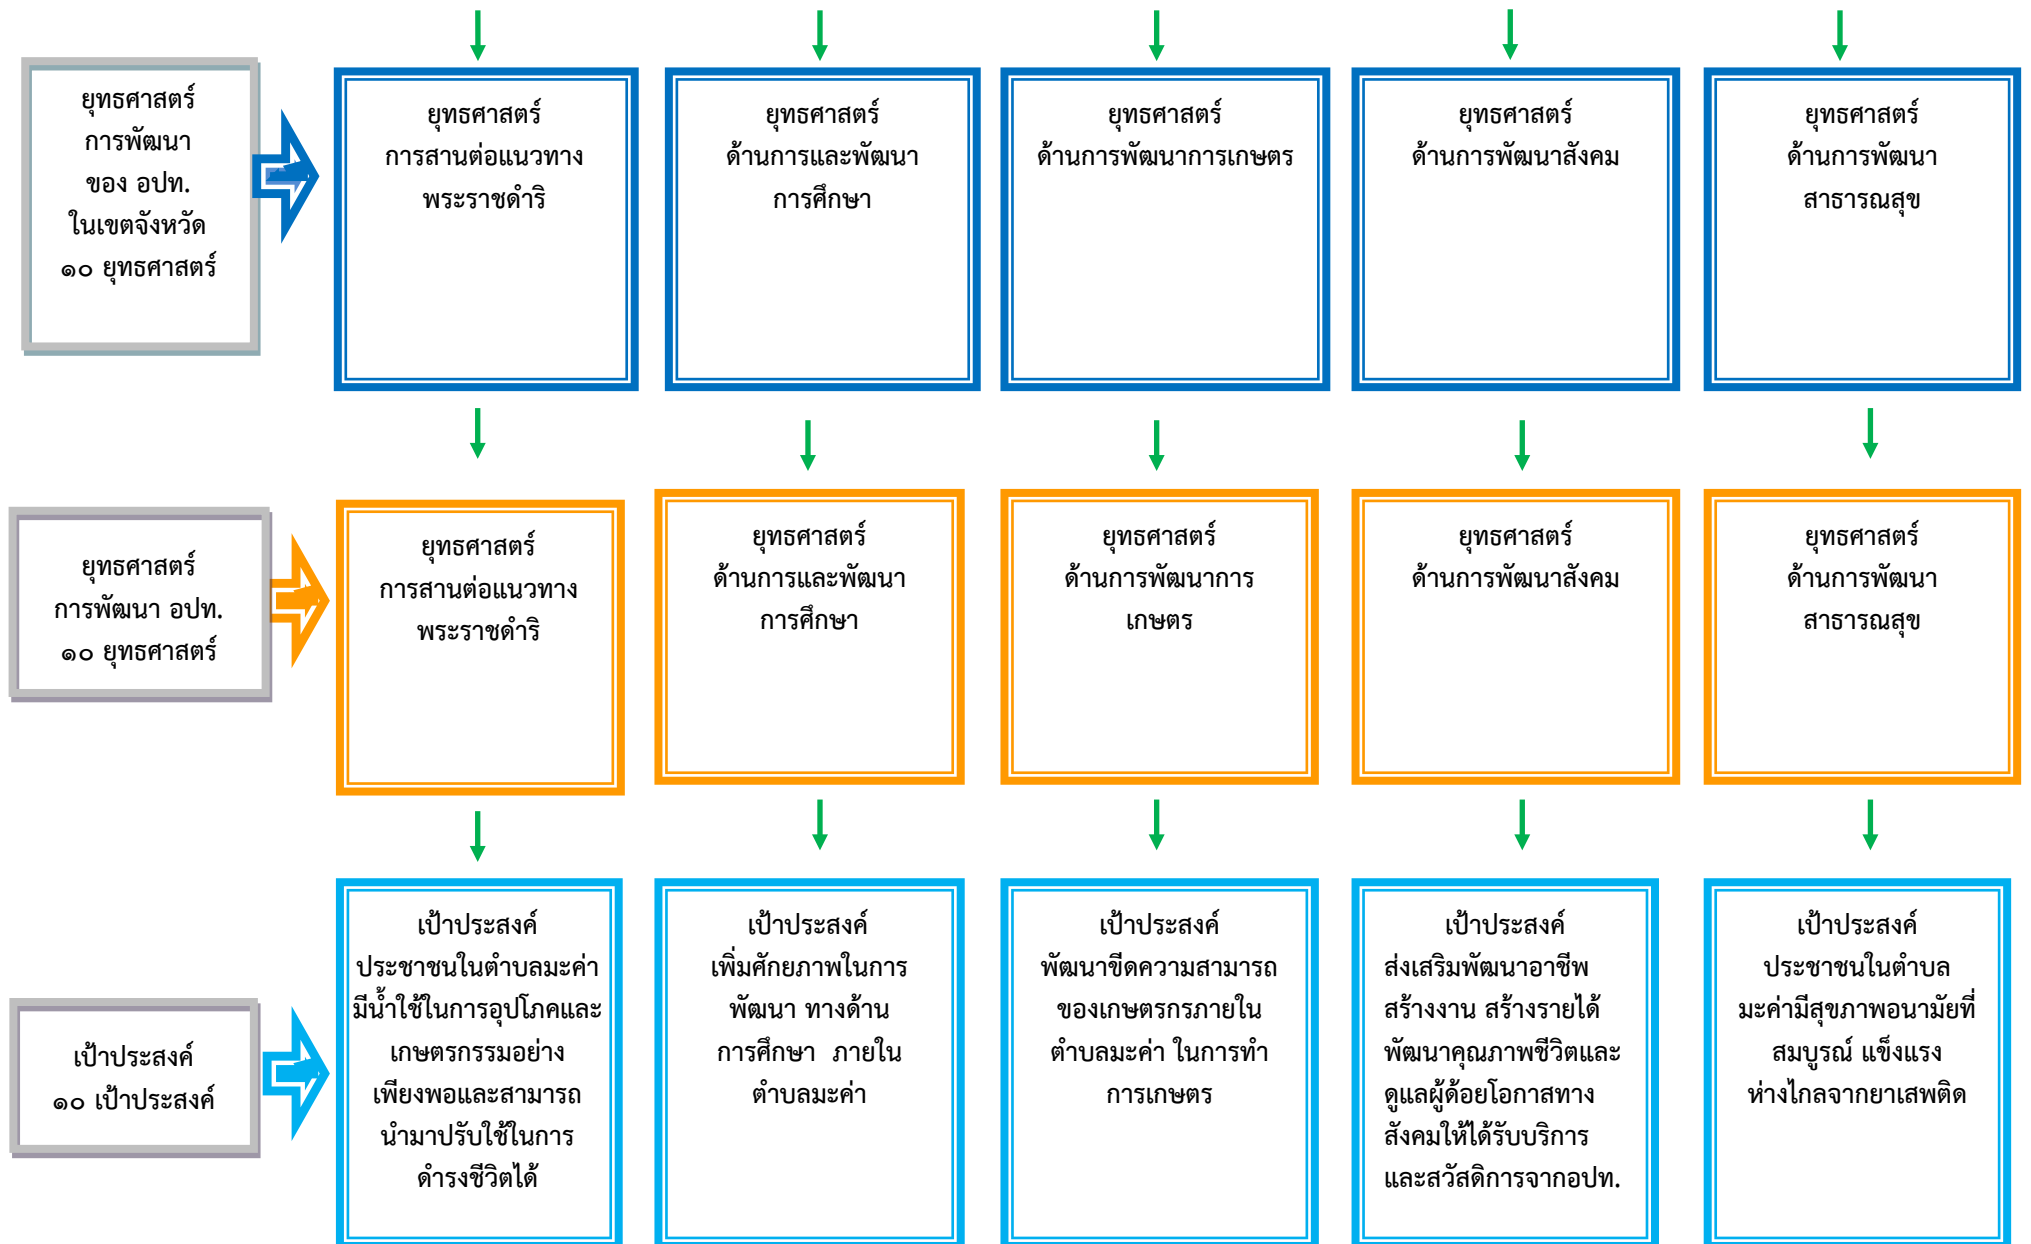 ยุทธศาสตร์
การพัฒนา
ของ อปท.
ในเขตจังหวัด
๑๐ ยุทธศาสตร์
ยุทธศาสตร์
การสานต่อแนวทาง
พระราชดำริ
ยุทธศาสตร์
ด้านการและพัฒนา
การศึกษา
ยุทธศาสตร์
ด้านการพัฒนาการเกษตร
ยุทธศาสตร์
ด้านการพัฒนาสังคม
ยุทธศาสตร์
ด้านการพัฒนา
สาธารณสุข
ยุทธศาสตร์
การพัฒนา อปท.
๑๐ ยุทธศาสตร์
ยุทธศาสตร์
การสานต่อแนวทาง
พระราชดำริ
ยุทธศาสตร์
ด้านการและพัฒนา
การศึกษา
ยุทธศาสตร์
ด้านการพัฒนาการ
เกษตร
ยุทธศาสตร์
ด้านการพัฒนาสังคม
ยุทธศาสตร์
ด้านการพัฒนา
สาธารณสุข
เป้าประสงค์
๑๐ เป้าประสงค์
เป้าประสงค์
ประชาชนในตำบลมะค่า
มีน้ำใช้ในการอุปโภคและ
เกษตรกรรมอย่าง
เพียงพอและสามารถ
นำมาปรับใช้ในการ
ดำรงชีวิตได้
เป้าประสงค์
เพิ่มศักยภาพในการ
พัฒนา ทางด้าน
การศึกษา ภายใน
ตำบลมะค่า
เป้าประสงค์
พัฒนาขีดความสามารถ
ของเกษตรกรภายใน
ตำบลมะค่า ในการทำ
การเกษตร
เป้าประสงค์
ส่งเสริมพัฒนาอาชีพ
สร้างงาน สร้างรายได้
พัฒนาคุณภาพชีวิตและ
ดูแลผู้ด้อยโอกาสทาง
สังคมให้ได้รับบริการ
และสวัสดิการจากอปท.
เป้าประสงค์
ประชาชนในตำบล
มะค่ามีสุขภาพอนามัยที่
สมบูรณ์ แข็งแรง
ห่างไกลจากยาเสพติด